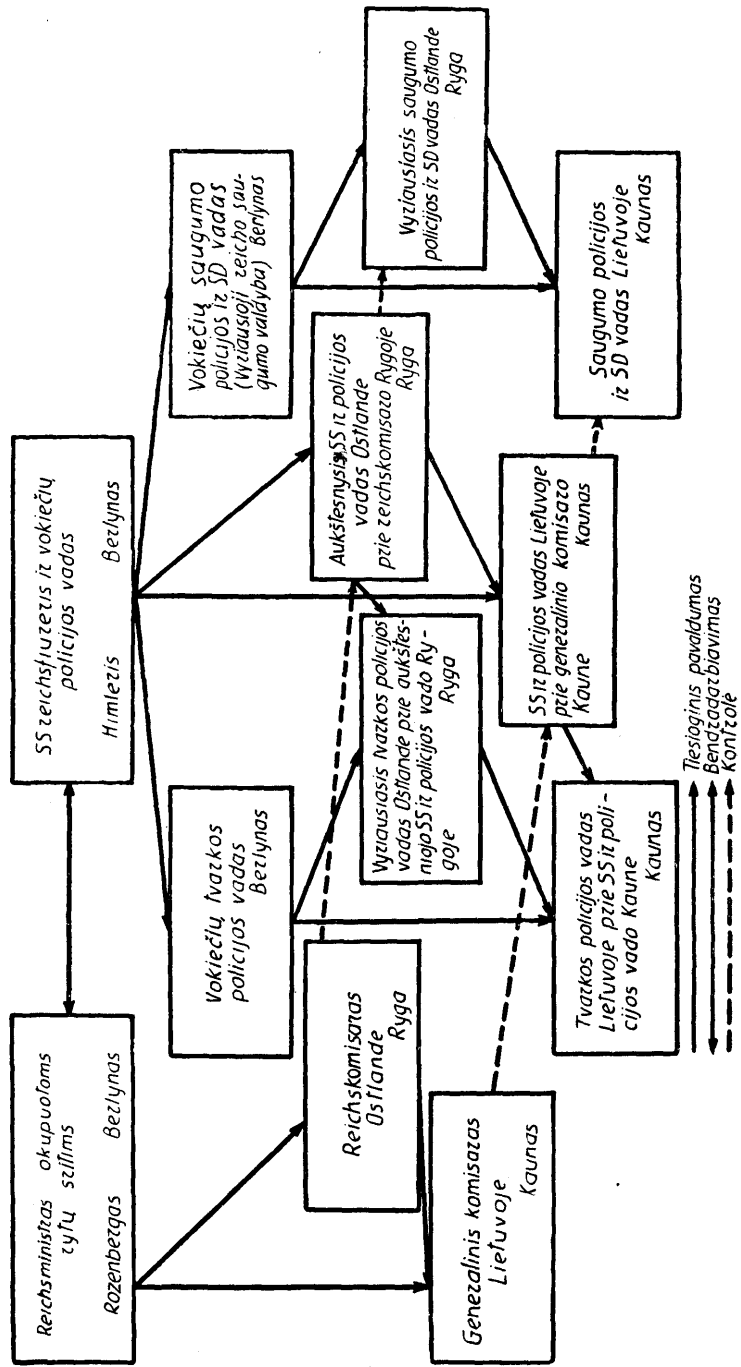 Reichsministras okupuotoms
rytų sritims
Rozenbergas Berlynas
SS reichsfiureris ir vokiečių
policijos vadas
Himleris Berlynas
Vokiečių tvarkos
policijos vadas
Berlynas
Vokiečių saugumo
policijos ir SD vadas
(Vyriausioji reicho sau-
gumo valdyba) Berlynas
Reichskomisaras
Ostlande
Ryga
Vyriausiasis tvarkos policijos
vadas Ostlande prie aukštes-
niojo SS ir policijos vado Ry-
goje Ryga
Aukštesnysis SS ir policijos
vadas Ostlande
prie reichskomisaro Rygoje
Ryga
Vyriausiasis saugumo
policijos ir SD vadas Ostlande
Ryga
Generalinis komisaras
Lietuvoje
Kaunas
Tvarkos policijos vadas
Lietuvoje prie SS ir poli-
cijos vado Kaune
Kaunas
SS ir policijos vadas Lietuvoje
prie generalinio komisaro
Kaune Kaunas
Saugumo policijos
ir SD vadas Lietuvoje
Kaunas
Tiesioginis pavaldumas
Bendradarbiavimas
Kontrolė